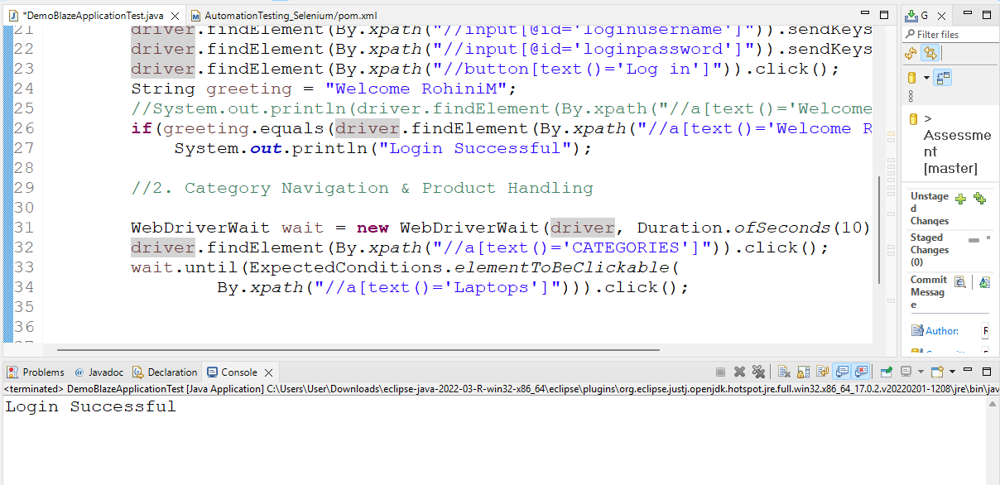 *DemoBlazeApplicationTest.java
AutomationTesting_Selenium/pom.xml
21 driver.findElement(By.xpath("//input[@id='loginusername']")).sendKeys
22 driver.findElement(By.xpath("//input[@id='loginpassword']")).sendKeys
23 driver.findElement(By.xpath("//button[text()='Log in']")).click();
24 String greeting = "Welcome RohiniM";
25 //System.out.println(driver.findElement(By.xpath("//a[text()='Welcome
26 if(greeting.equals(driver.findElement(By.xpath("//a[text()='Welcome R
27 System.out.println("Login Successful");
28
29 //2. Category Navigation & Product Handling
30
31 WebDriverWait wait = new WebDriverWait(driver, Duration.ofSeconds(10)
32 driver.findElement(By.xpath("//a[text()='CATEGORIES']")).click();
33 wait.until(ExpectedConditions.elementToBeClickable(
34 By.xpath("//a[text()='Laptops']"))).click();
35
36
G
Filter files
>
Assessme
nt
[master]
Unstage
d
Changes
Staged
Changes
(0)
Commit
Messag
e
Author:
R
Problems
@ Javadoc
Declaration
Console
<terminated> DemoBlazeApplicationTest [Java Application] C:\Users\User\Downloads\eclipse-java-2022-03-R-win32-x86_64\eclipse\plugins\org.eclipse.justj.openjdk.hotspot.jre.full.win32.x86_64_17.0.2.v20220201-1208\jre\bin\jav
Login Successful